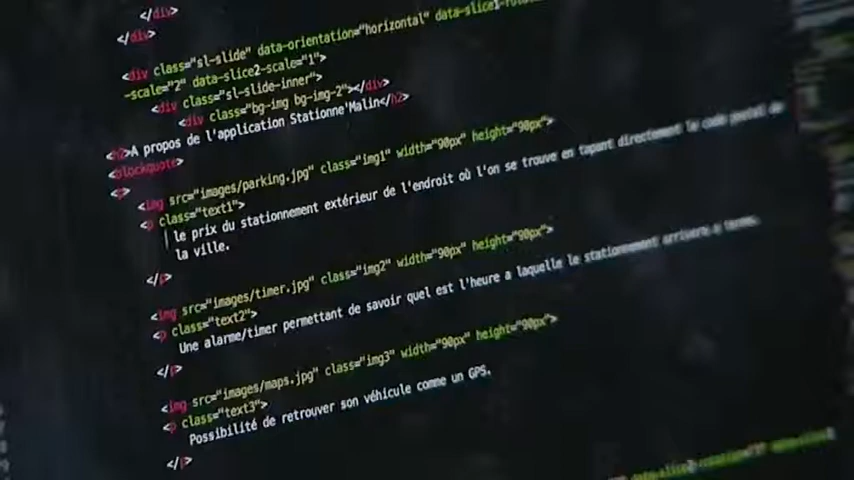 </div>
</div>
<div class="sl-slide" data-orientation="horizontal" data-slice1-rotation
-scale="2" data-slice2-scale="1">
<div class="sl-slide-inner">
<div class="bg-img bg-img-2"></div>
<h2>A propos de l'application Stationne'Malin</h2>
<blockquote>
<p>
<img src="images/parking.jpg" class="img1" width="90px" height="90px">
<p class="text1">
le prix du stationnement extérieur de l'endroit où l'on se trouve en tapant directement le code postal de
la ville.
</p>
<img src="images/timer.jpg" class="img2" width="90px" height="90px">
<p class="text2">
Une alarme/timer permettant de savoir quel est l'heure a laquelle le stationnement arrivera a terme.
</p>
<img src="images/maps.jpg" class="img3" width="90px" height="90px">
<p class="text3">
Possibilité de retrouver son véhicule comme un GPS.
</p>